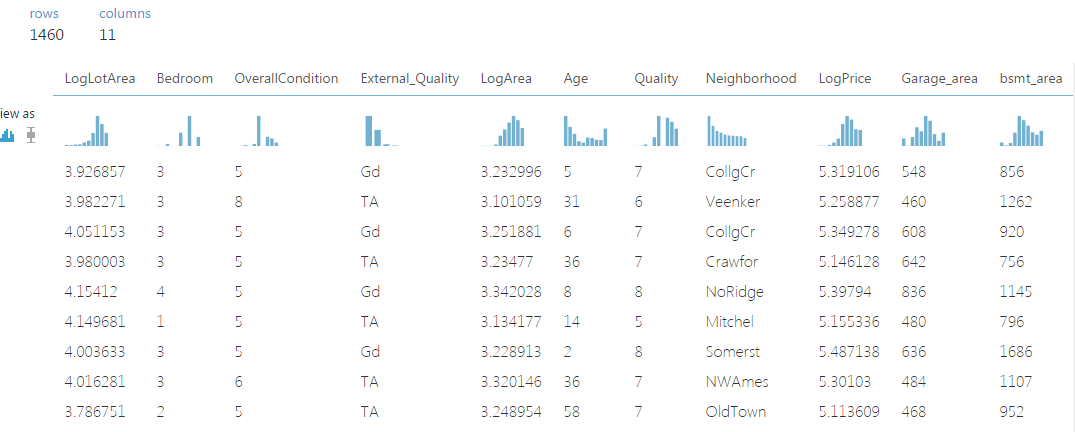 rows columns
1460 11
LogLotArea Bedroom OverallCondition External_Quality LogArea Age Quality Neighborhood LogPrice Garage_area bsmt_area
iew as
3.926857 3 5 Gd 3.232996 5 7 CollgCr 5.319106 548 856
3.982271 3 8 TA 3.101059 31 6 Veenker 5.258877 460 1262
4.051153 3 5 Gd 3.251881 6 7 CollgCr 5.349278 608 920
3.980003 3 5 TA 3.23477 36 7 Crawfor 5.146128 642 756
4.15412 4 5 Gd 3.342028 8 8 NoRidge 5.39794 836 1145
4.149681 1 5 TA 3.134177 14 5 Mitchel 5.155336 480 796
4.003633 3 5 Gd 3.228913 2 8 Somerst 5.487138 636 1686
4.016281 3 6 TA 3.320146 36 7 NWAmes 5.30103 484 1107
3.786751 2 5 TA 3.248954 58 7 OldTown 5.113609 468 952